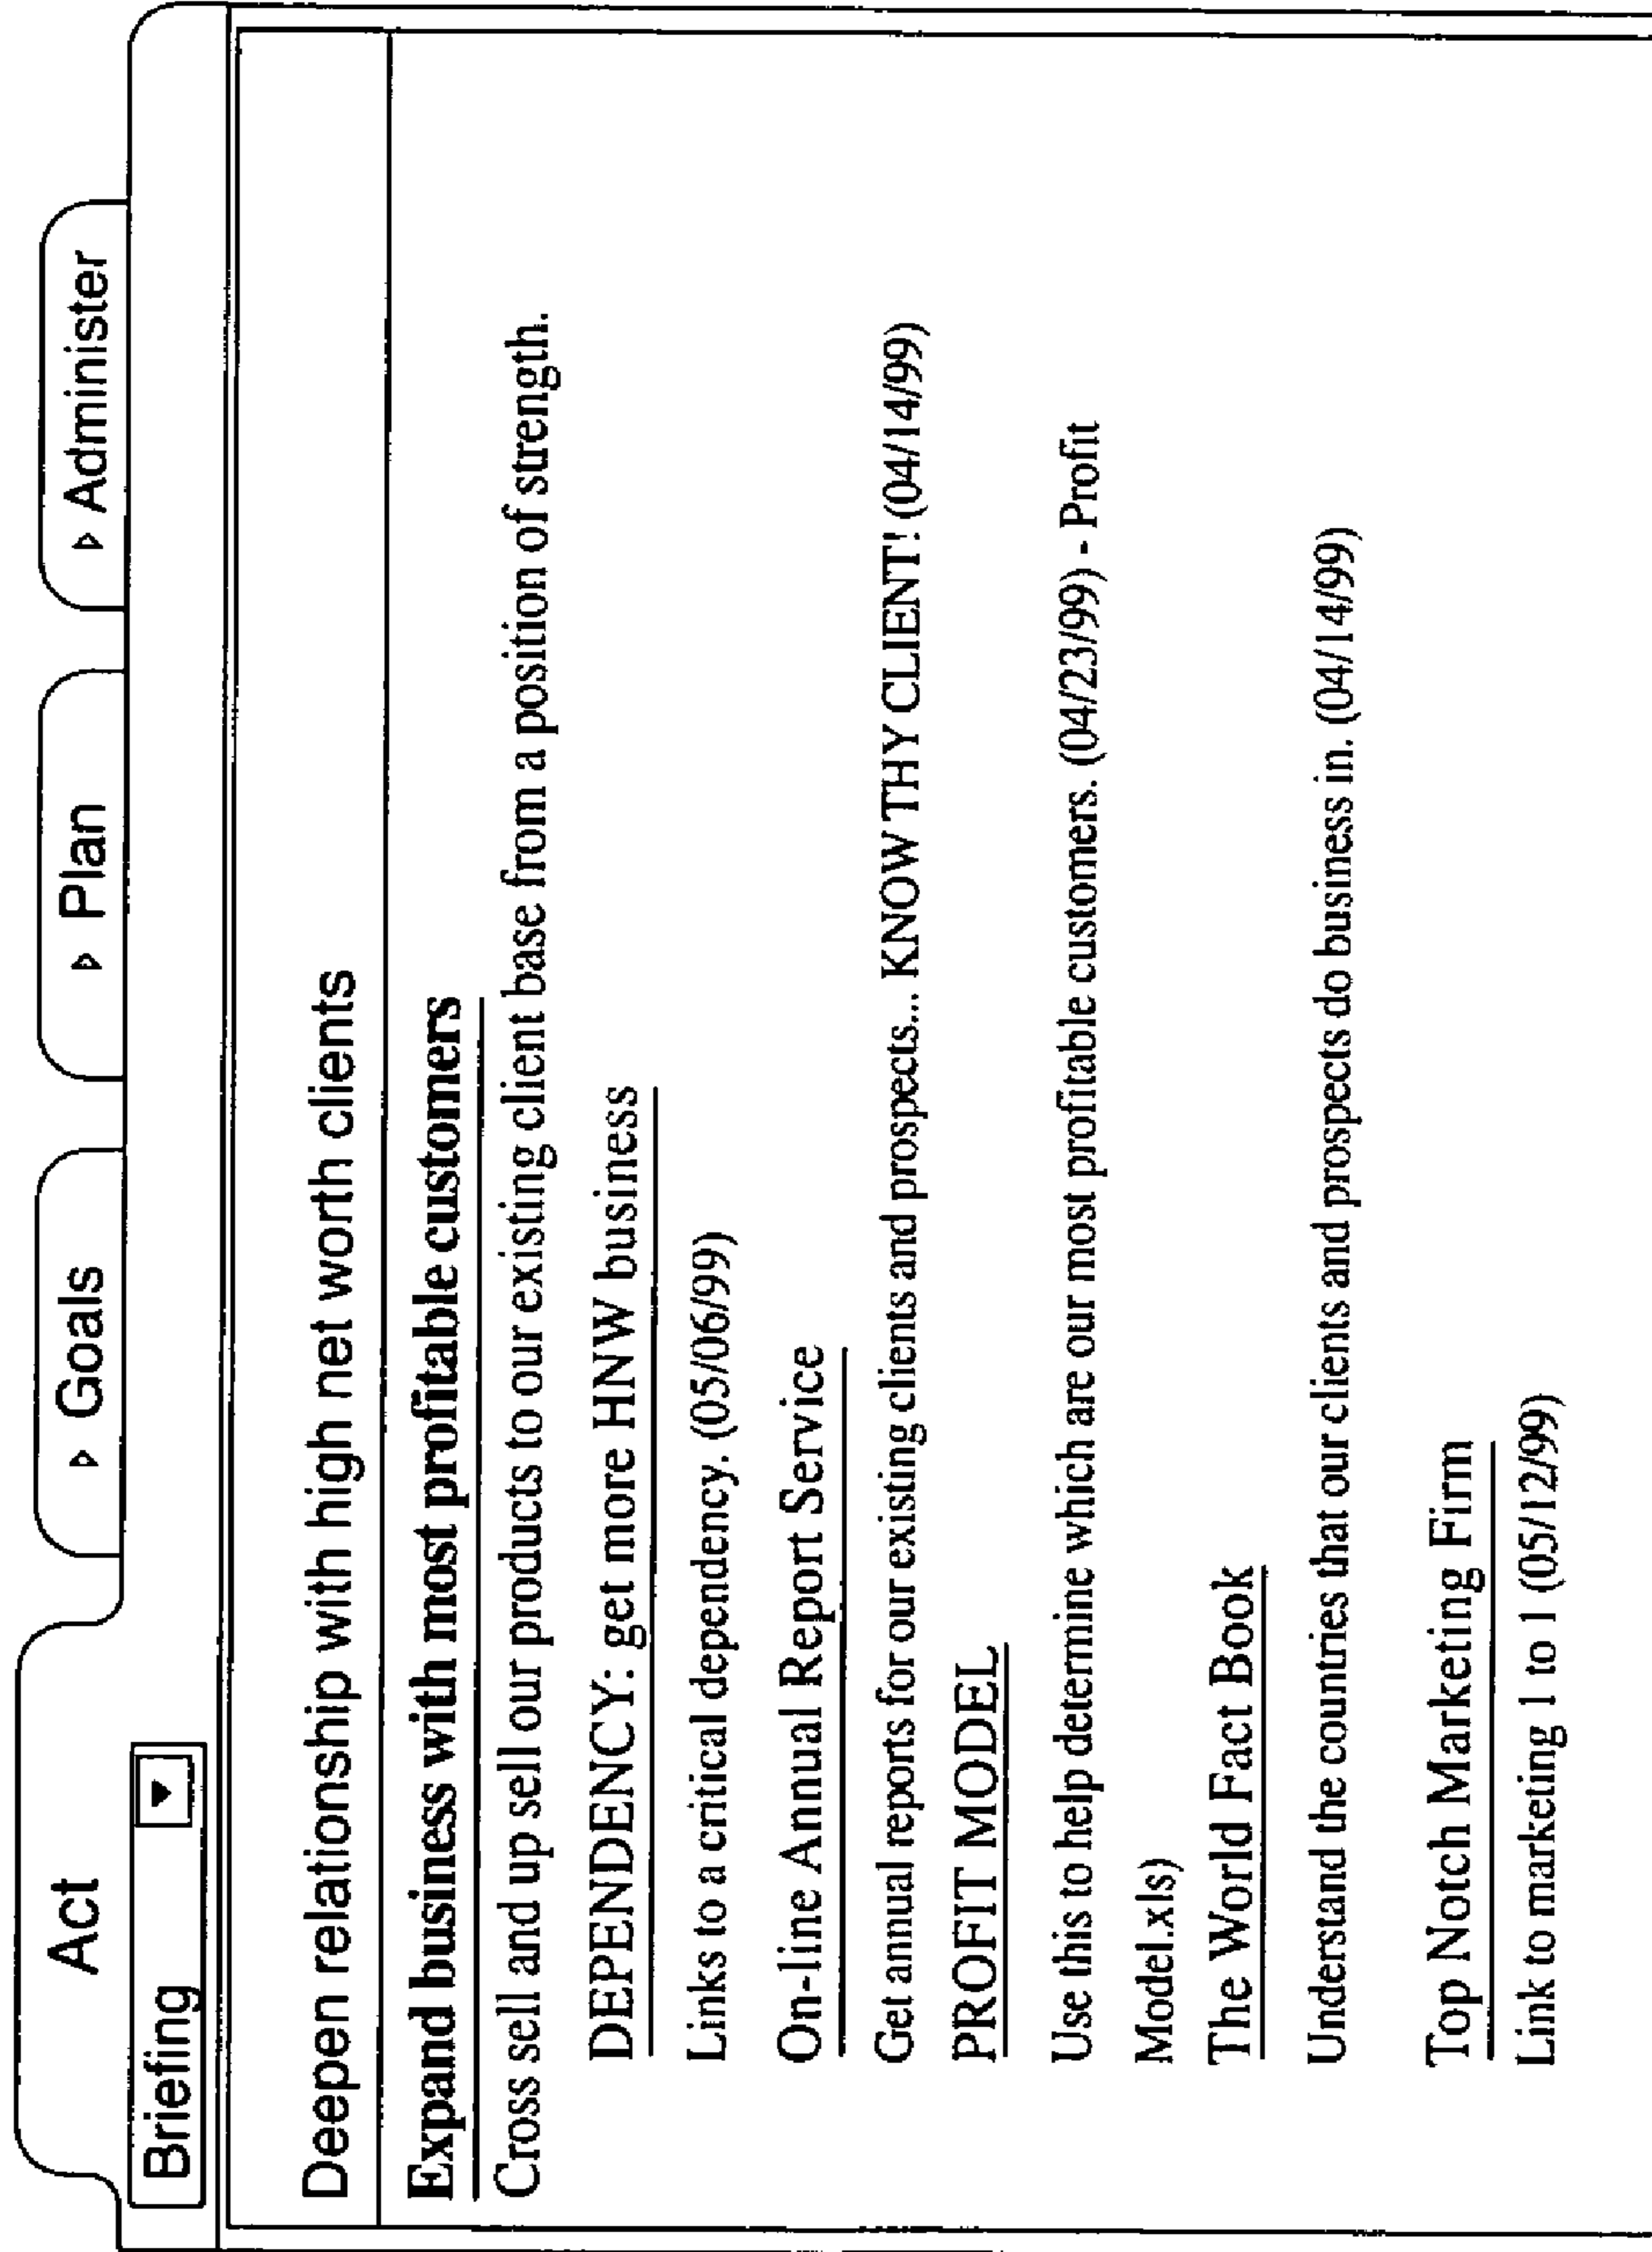 Act
▹ Goals
▹ Plan
▹ Administer
Briefing
Deepen relationship with high net worth clients
Expand business with most profitable customers
Cross sell and up sell our products to our existing client base from a position of strength.
DEPENDENCY: get more HNW business
Links to a critical dependency. (05/06/99)
On-line Annual Report Service
Get annual reports for our existing clients and prospects... KNOW THY CLIENT! (04/14/99)
PROFIT MODEL
Use this to help determine which are our most profitable customers. (04/23/99) - Profit
Model.xls)
The World Fact Book
Understand the countries that our clients and prospects do business in. (04/14/99)
Top Notch Marketing Firm
Link to marketing 1 to 1 (05/12/99)